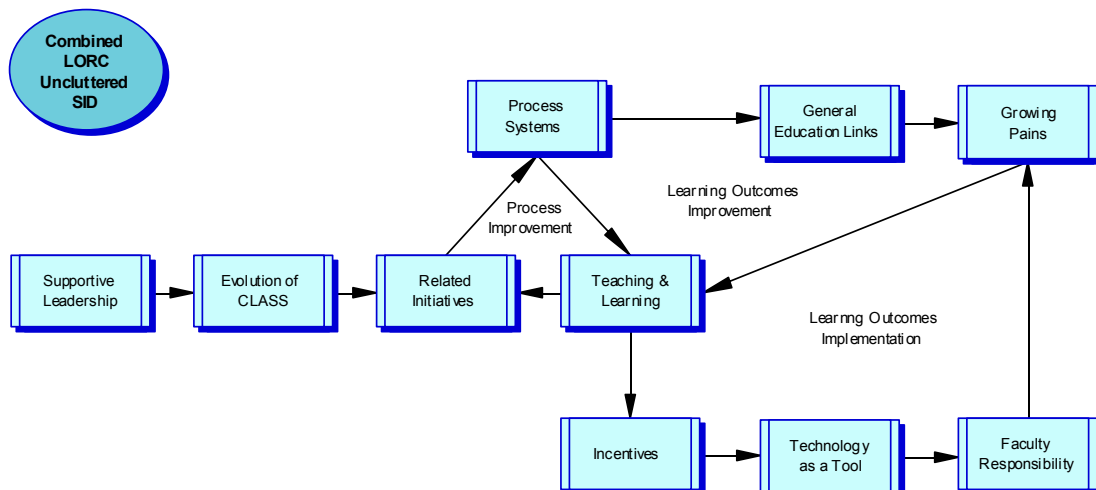 Combined
LORC
Uncluttered
SID
Process
Systems
General
Education Links
Growing
Pains
Learning Outcomes
Improvement
Process
Improvement
Supportive
Leadership
Evolution of
CLASS
Related
Initiatives
Teaching &
Learning
Learnng Outcomes
Implementation
Incentives
Technology
as a Tool
Faculty
Responsibility